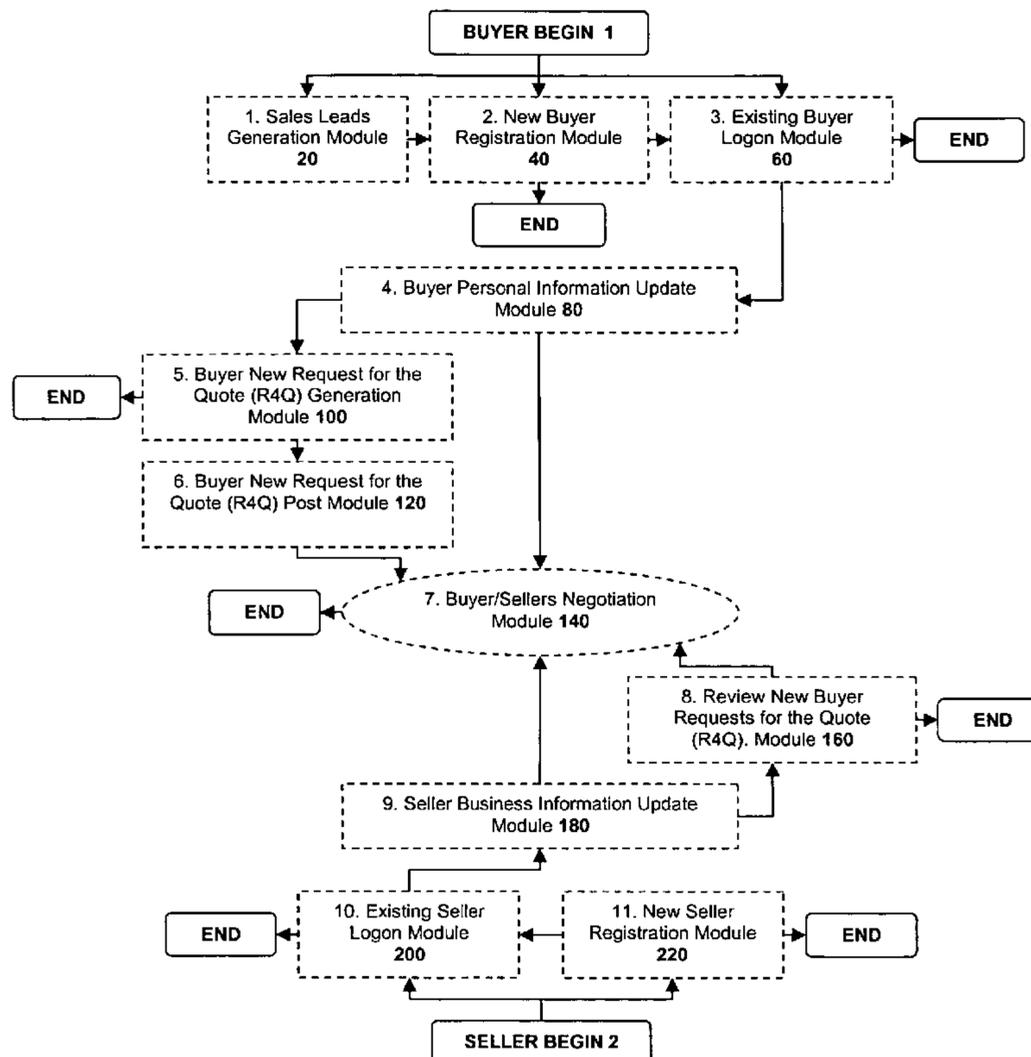 BUYER BEGIN 1
1. Sales Leads
Generation Module
20
2. New Buyer
Registration Module
40
3. Existing Buyer
Logon Module
60
END
END
4. Buyer Personal Information Update
Module 80
5. Buyer New Request for the
Quote (R4Q) Generation
Module 100
END
6. Buyer New Request for the
Quote (R4Q) Post Module 120
7. Buyer/Sellers Negotiation
Module 140
END
8. Review New Buyer
Requests for the Quote
(R4Q). Module 160
END
9. Seller Business Information Update
Module 180
END
10. Existing Seller
Logon Module
200
11. New Seller
Registration Module
220
END
SELLER BEGIN 2